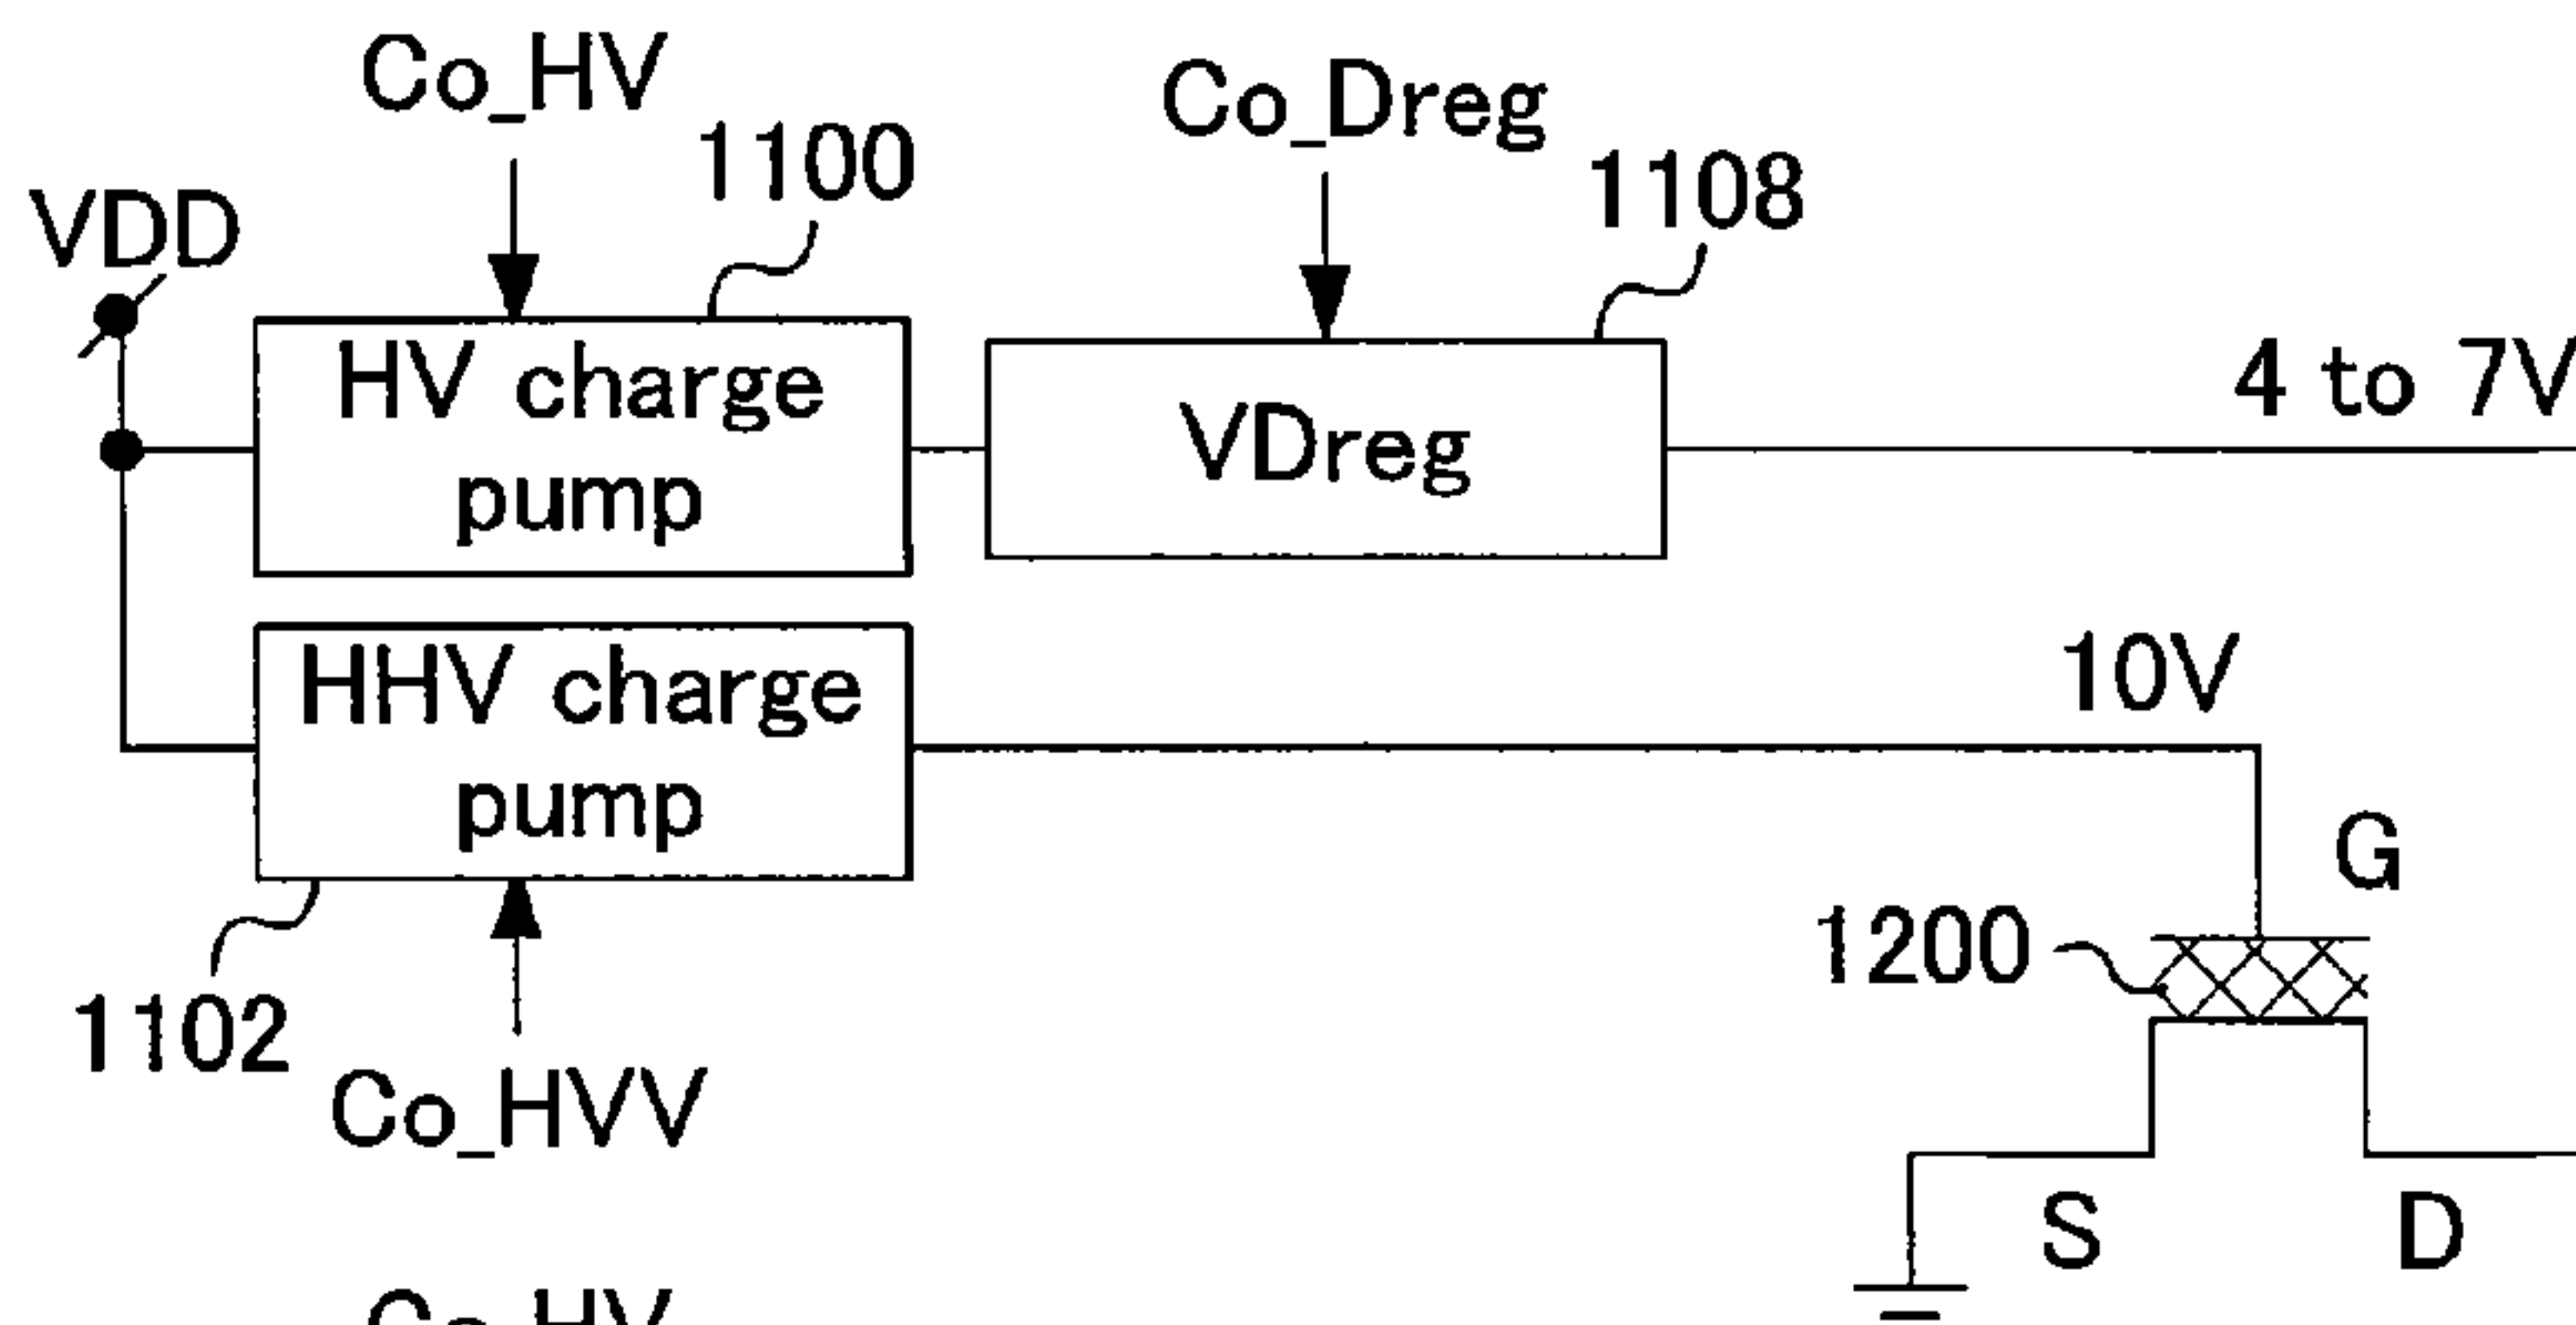 Co_HV
Co_Dreg
1100
1108
VDD
HV charge
pump
VDreg
4 to 7V
HHV charge
pump
10V
G
1200
1102
Co_HVV
S
D
Co_HV